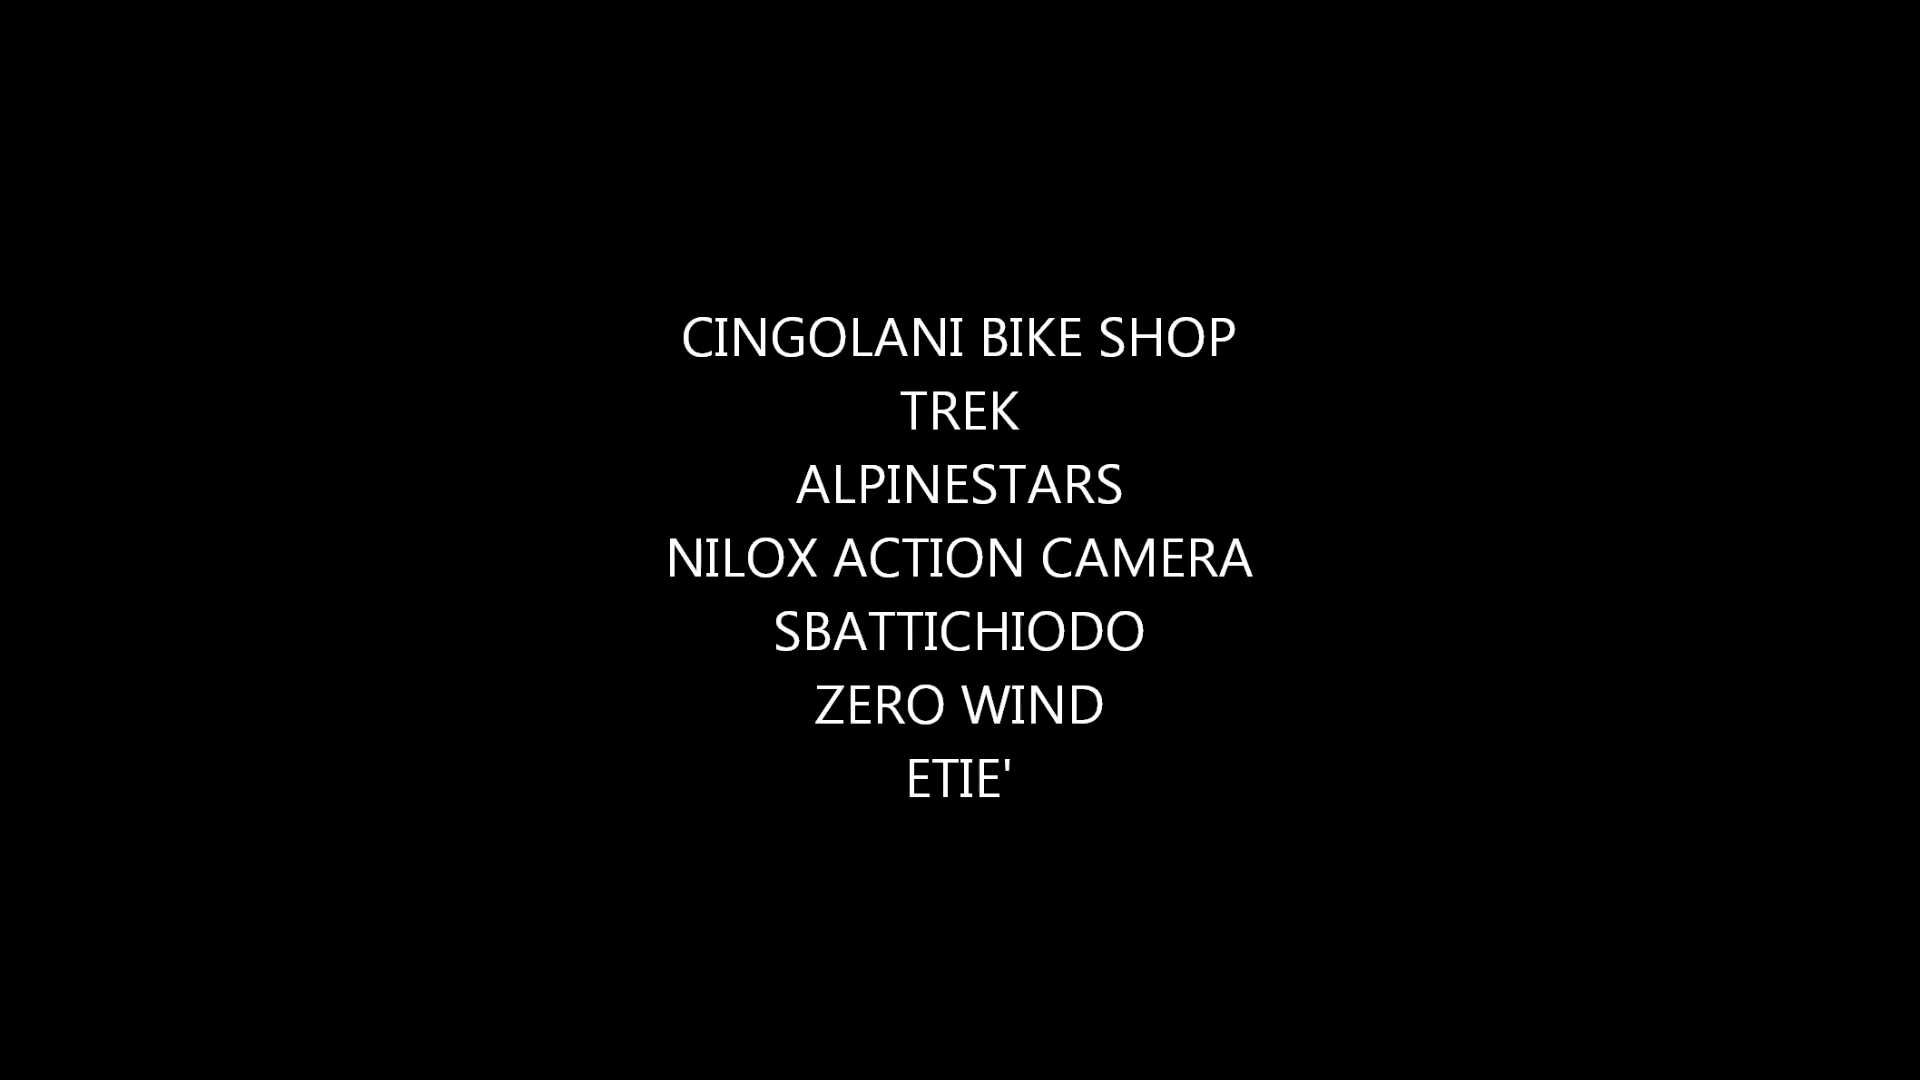 CINGOLANI BIKE SHOP
TREK
ALPINESTARS
NILOX ACTION CAMERA
SBATTICHIODO
ZERO WIND
ETIE'